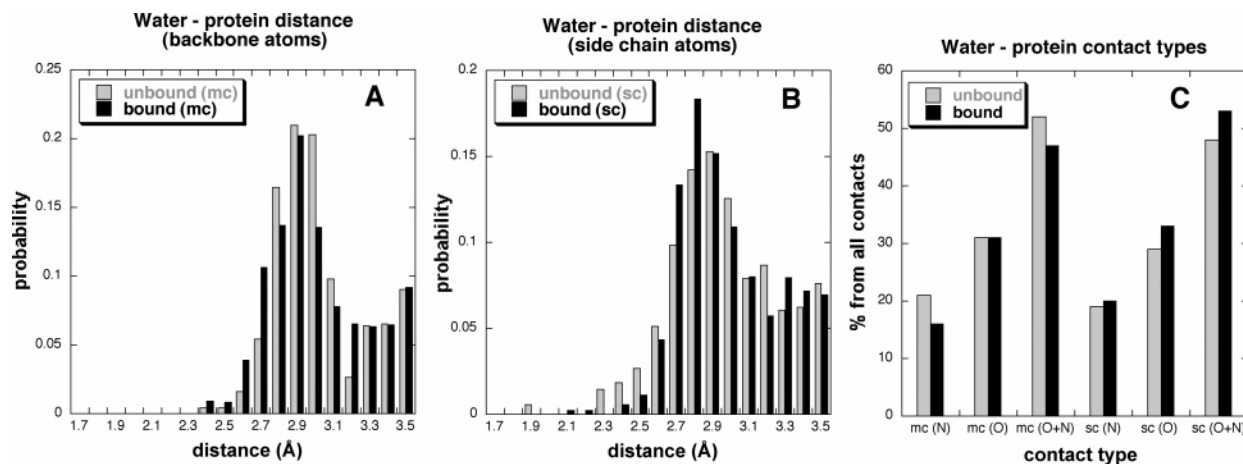 Water - protein distance
(backbone atoms)
0.25
0.2
0.15
0.1
0.05
0
probability
unbound (mc)
bound (mc)
A
1.7 1.9 2.1 2.3 2.5 2.7 2.9 3.1 3.3 3.5
distance (Å)
Water - protein distance
(side chain atoms)
0.2
0.15
0.1
0.05
0
probability
unbound (sc)
bound (sc)
B
1.7 1.9 2.1 2.3 2.5 2.7 2.9 3.1 3.3 3.5
distance (Å)
Water - protein contact types
60
50
40
30
20
10
0
% from all contacts
unbound
bound
C
mc (N) mc (O) mc (O+N) sc (N) sc (O) sc (O+N)
contact type